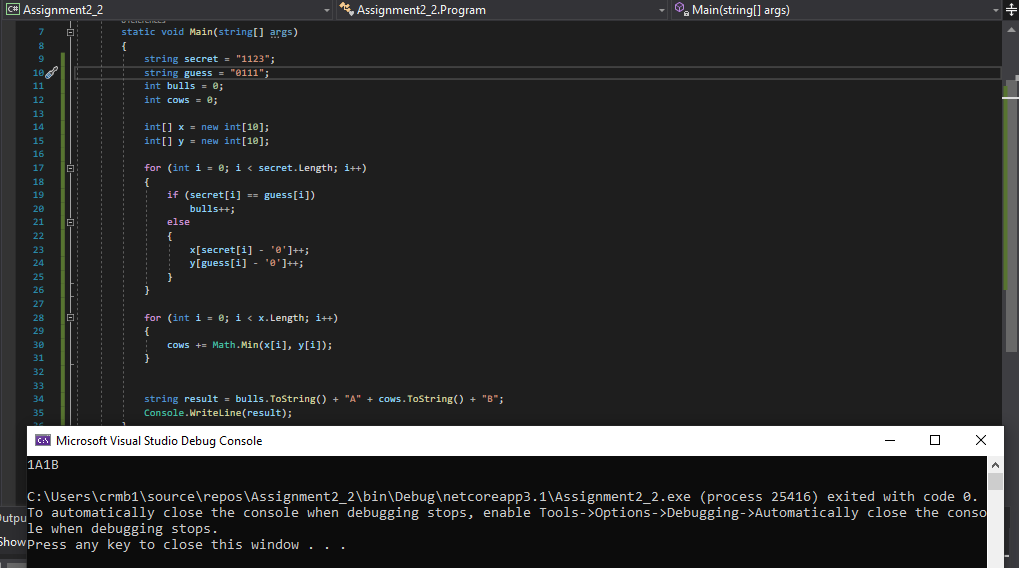 C# Assignment2_2 Assignment2_2.Program Main(string[] args)
7 static void Main(string[] args)
8 {
9 string secret = "1123";
10 string guess = "0111";
11 int bulls = 0;
12 int cows = 0;
13
14 int[] x = new int[10];
15 int[] y = new int[10];
16
17 for (int i = 0; i < secret.Length; i++)
18 {
19 if (secret[i] == guess[i])
20 bulls++;
21 else
22 {
23 x[secret[i] - '0']++;
24 y[guess[i] - '0']++;
25 }
26 }
27
28 for (int i = 0; i < x.Length; i++)
29 {
30 cows += Math.Min(x[i], y[i]);
31 }
32
33
34 string result = bulls.ToString() + "A" + cows.ToString() + "B";
35 Console.WriteLine(result);
C:\ Microsoft Visual Studio Debug Console
1A1B
C:\Users\crmb1\source\repos\Assignment2_2\bin\Debug\netcoreapp3.1\Assignment2_2.exe (process 25416) exited with code 0.
To automatically close the console when debugging stops, enable Tools->Options->Debugging->Automatically close the conso
le when debugging stops.
Press any key to close this window . . .
Outpu
Show